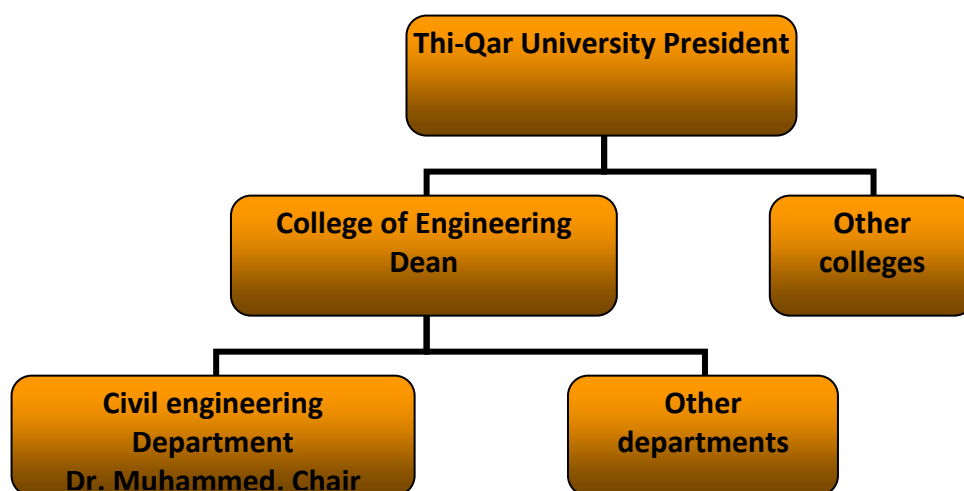 Thi-Qar University President
College of Engineering
Dean
Other
colleges
Civil engineering
Department
Dr. Muhammed, Chair
Other
departments